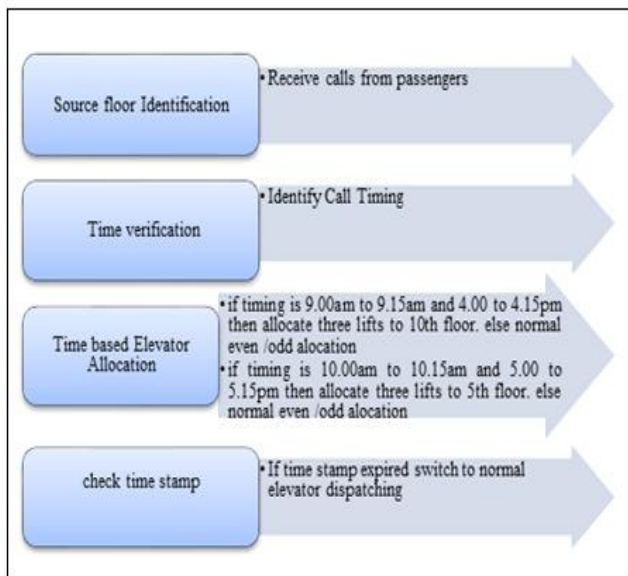 Source floor Identification
• Receive calls from passengers
Time verification
• Identify Call Timing
Time based Elevator
Allocation
• if timing is 9.00am to 9.15am and 4.00 to 4.15pm
then allocate three lifts to 10th floor. else normal
even /odd alocation
• if timing is 10.00am to 10.15am and 5.00 to
5.15pm then allocate three lifts to 5th floor. else
normal even /odd alocation
check time stamp
• If time stamp expired switch to normal
elevator dispatching